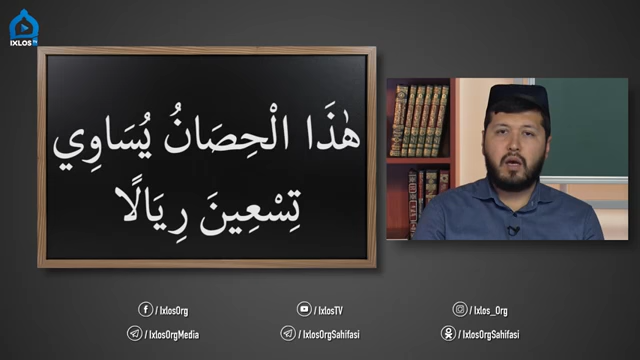 IXLOS
هٰذَا الْحِصَانُ يُسَاوِي
تِسْعِينَ رِيَالًا
/IxlosOrg
/IxlosTV
/Ixlos_Org
/IxlosOrgMedia
/IxlosOrgSahifasi
/IxlosOrgSahifasi